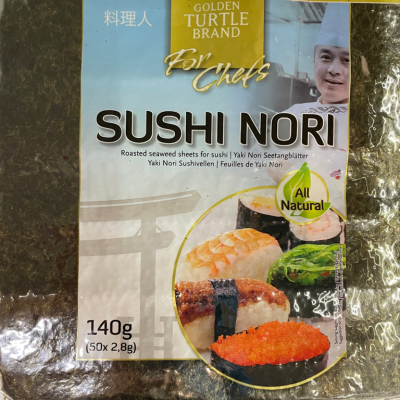 料理人
GOLDEN
TURTLE
BRAND
For Chefs
SUSHI NORI
Roasted seaweed sheets for sushi | Yaki Nori Seetangblätter
Yaki Nori Sushivellen | Feuilles de Yaki Nori
All
Natural
140g
(50x 2,8g)